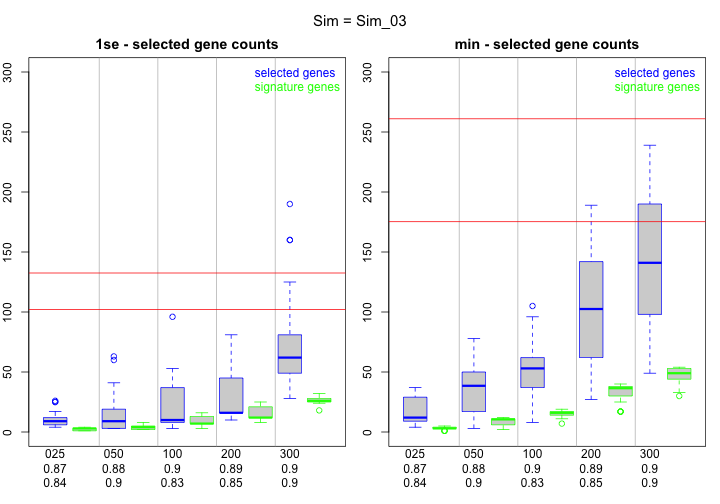 Sim = Sim_03
1se - selected gene counts
selected genes
signature genes
300
250
200
150
100
50
0
025 050 100 200 300
0.87 0.88 0.9 0.89 0.9
0.84 0.9 0.83 0.85 0.9
min - selected gene counts
selected genes
signature genes
300
250
200
150
100
50
0
025 050 100 200 300
0.87 0.88 0.9 0.89 0.9
0.84 0.9 0.83 0.85 0.9